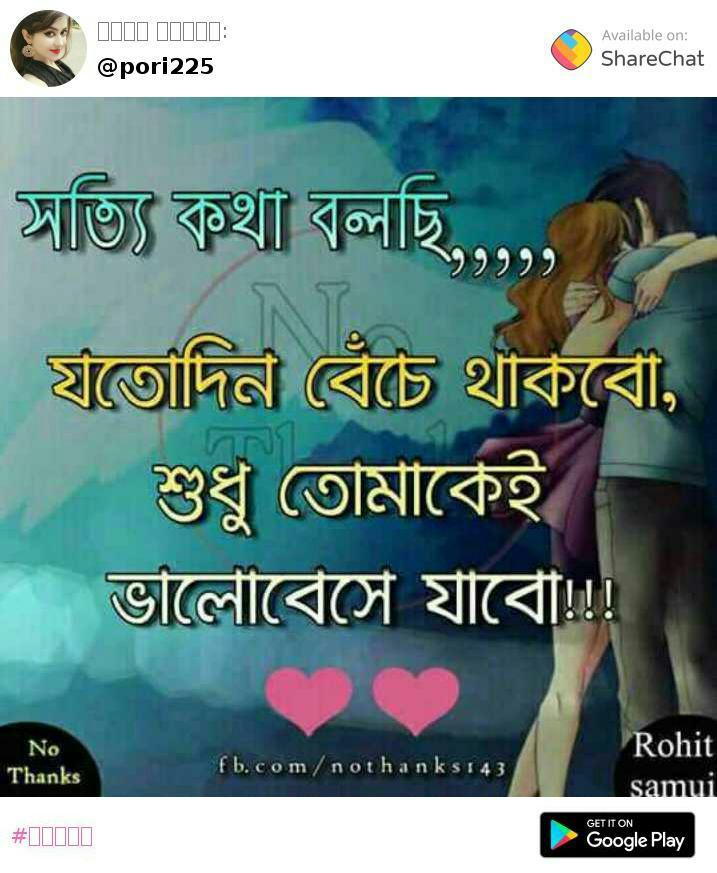 @pori225
Available on:
ShareChat
সত্যি কথা বলছি,,,,,
No
যতোদিন বেঁচে থাকবো,
শুধু তোমাকেই
ভালোবেসে যাবো!!!
No
Thanks
fb.com/nothanks143
Rohit
samui
#
GET IT ON
Google Play